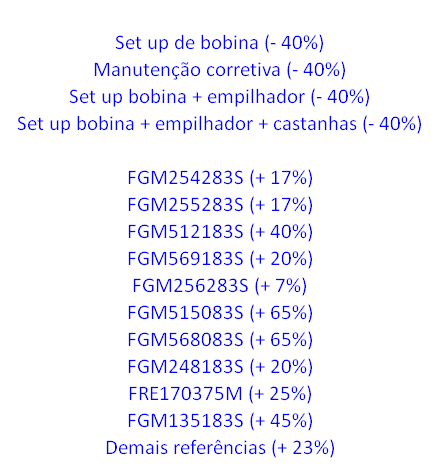 Set up de bobina (- 40%)
Manutenção corretiva (- 40%)
Set up bobina + empilhador (- 40%)
Set up bobina + empilhador + castanhas (- 40%)
FGM254283S (+ 17%)
FGM255283S (+ 17%)
FGM512183S (+ 40%)
FGM569183S (+ 20%)
FGM256283S (+ 7%)
FGM515083S (+ 65%)
FGM568083S (+ 65%)
FGM248183S (+ 20%)
FRE170375M (+ 25%)
FGM135183S (+ 45%)
Demais referências (+ 23%)